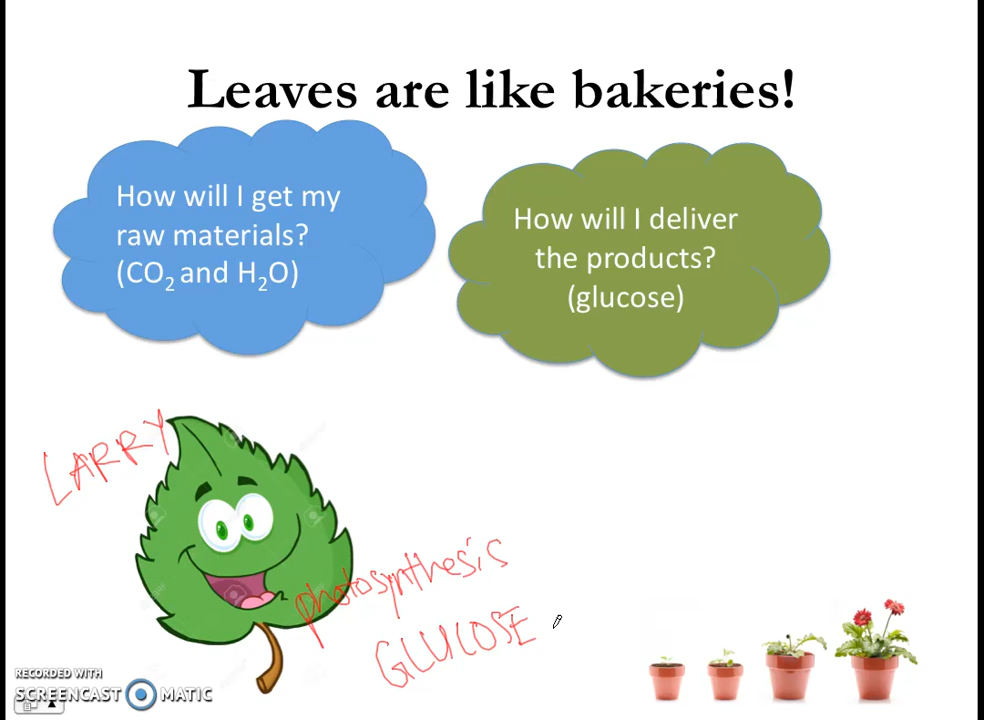 Leaves are like bakeries!
How will I get my
raw materials?
(CO₂ and H₂O)
How will I deliver
the products?
(glucose)
LARRY
photosynthesis
GLUCOSE
RECORDED WITH
SCREENCAST MATIC